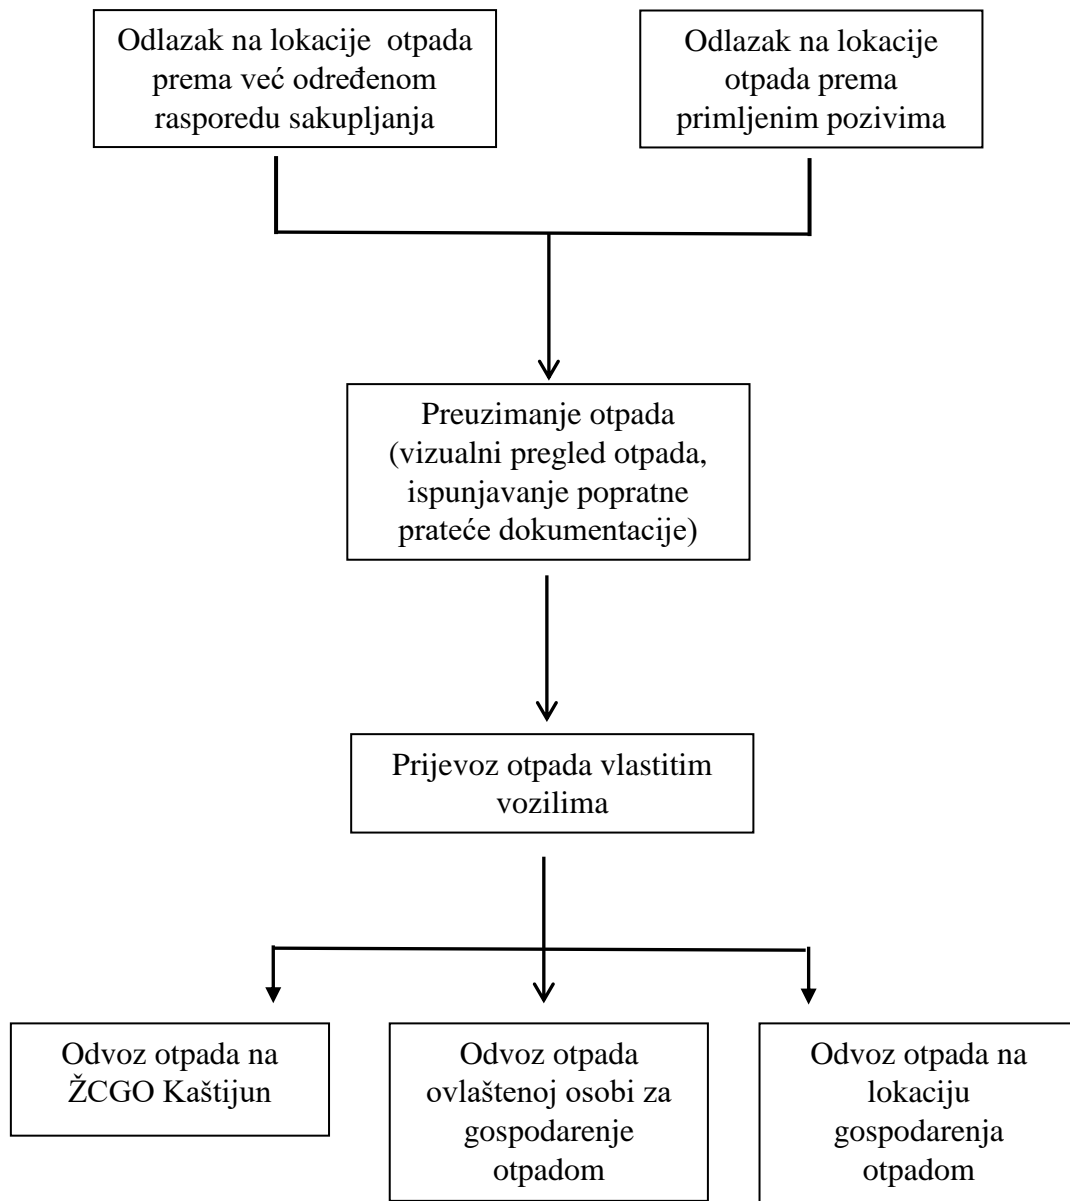 Odlazak na lokacije  otpada
prema već određenom
rasporedu sakupljanja
Odlazak na lokacije
otpada prema
primljenim pozivima
Preuzimanje otpada
(vizualni pregled otpada,
ispunjavanje popratne
prateće dokumentacije)
Prijevoz otpada vlastitim
vozilima
Odvoz otpada na
ŽCGO Kaštijun
Odvoz otpada
ovlaštenoj osobi za
gospodarenje
otpadom
Odvoz otpada na
lokaciju
gospodarenja
otpadom